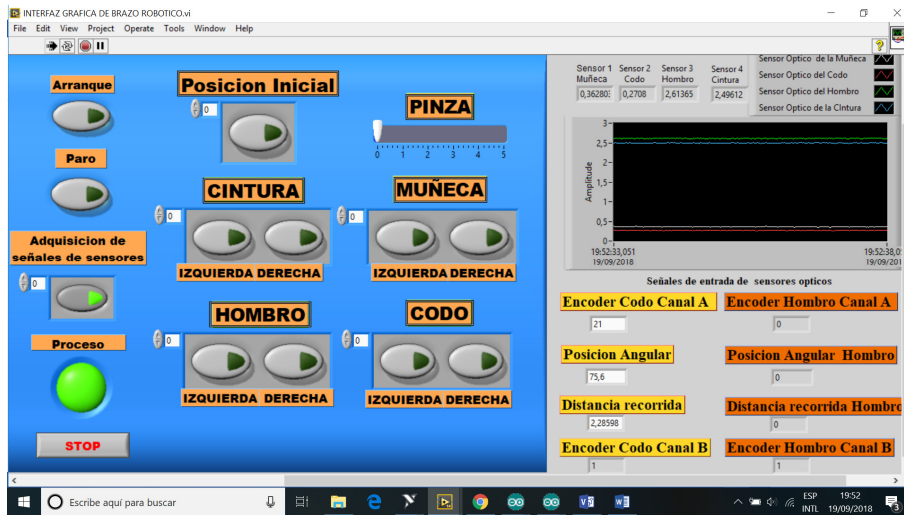 INTERFAZ GRAFICA DE BRAZO ROBOTICO.vi
File Edit View Project Operate Tools Window Help
Arranque
Paro
Adquisicion de
señales de sensores
0
Proceso
STOP
Posicion Inicial
0
PINZA
0 1 2 3 4 5
CINTURA
0
IZQUIERDA DERECHA
MUÑECA
0
IZQUIERDA DERECHA
HOMBRO
0
IZQUIERDA DERECHA
CODO
0
IZQUIERDA DERECHA
Sensor 1 Sensor 2 Sensor 3 Sensor 4
Muñeca Codo Hombro Cintura
0,2708 2,61365 2,49612
Sensor Optico de la Muñeca
Sensor Optico del Codo
Sensor Optico del Hombro
Sensor Optico de la CIntura
Amplitude
3
2,5
2
1,5
1
0,5
0
19:52:33,051
19/09/2018
Señales de entrada de sensores opticos
Encoder Codo Canal A
21
Posicion Angular
75,6
Distancia recorrida
2,28598
Encoder Codo Canal B
1
Encoder Hombro Canal A
0
Posicion Angular Hombro
0
Distancia recorrida Hombro
0
Encoder Hombro Canal B
1
Escribe aquí para buscar
ESP
INTL
19:52
19/09/2018
3